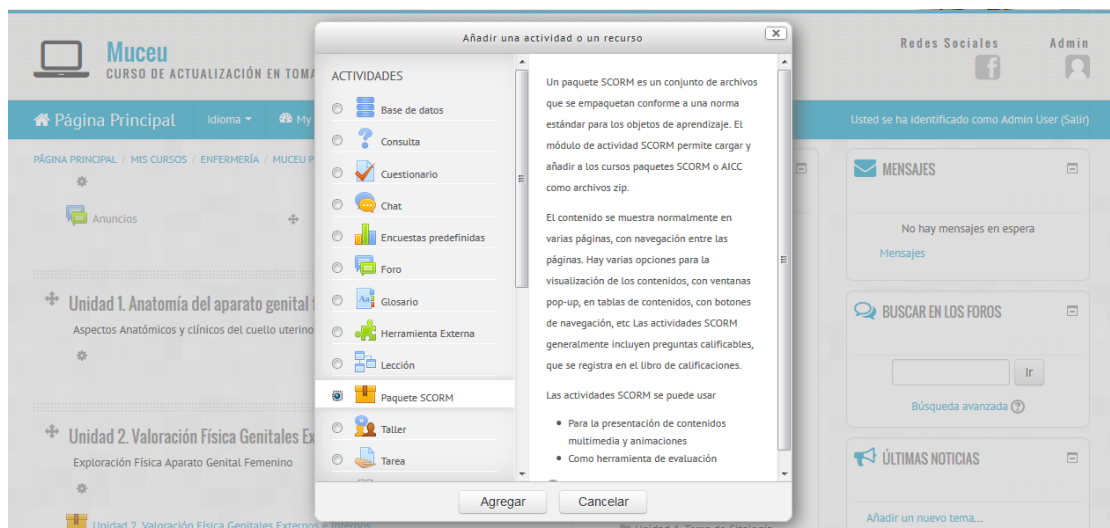 Muceu
CURSO DE ACTUALIZACIÓN EN TOMA
Redes Sociales
Admin
Página Principal
Idioma
My
Usted se ha identificado como Admin User (Salir)
PÁGINA PRINCIPAL / MIS CURSOS / ENFERMERÍA / MUCEU P
Anuncios
Unidad 1. Anatomía del aparato genital
Aspectos Anatómicos y clínicos del cuello uterino
Unidad 2. Valoración Física Genitales Ex
Exploración Física Aparato Genital Femenino
Unidad 2. Valoración Física Genitales Externos e Internos
Añadir una actividad o un recurso
ACTIVIDADES
Base de datos
Consulta
Cuestionario
Chat
Encuestas predefinidas
Foro
Glosario
Herramienta Externa
Lección
Paquete SCORM
Taller
Tarea
Un paquete SCORM es un conjunto de archivos
que se empaquetan conforme a una norma
estándar para los objetos de aprendizaje. El
módulo de actividad SCORM permite cargar y
añadir a los cursos paquetes SCORM o AICC
como archivos zip.
El contenido se muestra normalmente en
varias páginas, con navegación entre las
páginas. Hay varias opciones para la
visualización de los contenidos, con ventanas
pop-up, en tablas de contenidos, con botones
de navegación, etc Las actividades SCORM
generalmente incluyen preguntas calificables,
que se registra en el libro de calificaciones.
Las actividades SCORM se puede usar
• Para la presentación de contenidos
multimedia y animaciones
• Como herramienta de evaluación
Agregar
Cancelar
Unidad 4. Toma de Citología
MENSAJES
No hay mensajes en espera
Mensajes
BUSCAR EN LOS FOROS
Ir
Búsqueda avanzada
ÚLTIMAS NOTICIAS
Añadir un nuevo tema...